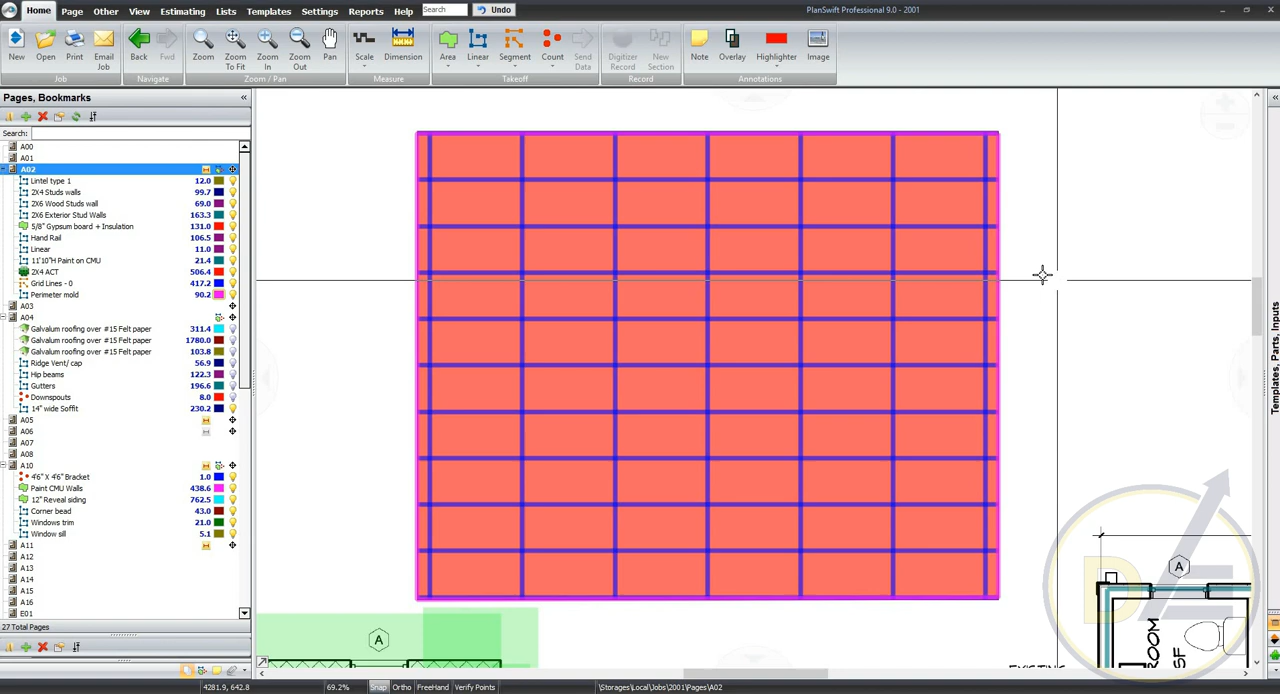 PlanSwift Professional 9.0 - 2001
Home Page Other View Estimating Lists Templates Settings Reports Help Search Undo
New Open Print Email Job Back Fwd Zoom Zoom To Fit Zoom In Zoom Out Pan Scale Dimension Area Linear Segment Count Send Data Digitizer Record New Section Note Overlay Highlighter Image
Job Navigate Zoom / Pan Measure Takeoff Record Annotations
Pages, Bookmarks
Search:
A00
A01
A02
Lintel type 1 12.0
2X4 Studs walls 99.7
2X6 Wood Studs wall 69.0
2X6 Exterior Stud Walls 163.3
5/8" Gypsum board + Insulation 131.0
Hand Rail 106.5
Linear 11.0
11'10"H Paint on CMU 21.4
2X4 ACT 506.4
Grid Lines - 0 417.2
Perimeter mold 90.2
A03
A04
Galvalum roofing over #15 Felt paper 311.4
Galvalum roofing over #15 Felt paper 1780.0
Galvalum roofing over #15 Felt paper 103.8
Ridge Vent/ cap 56.9
Hip beams 122.3
Gutters 196.6
Downspouts 8.0
14" wide Soffit 230.2
A05
A06
A07
A08
A10
4'6" X 4'6" Bracket 1.0
Paint CMU Walls 438.6
12" Reveal siding 762.5
Corner bead 43.0
Windows trim 21.0
Window sill 5.1
A11
A12
A13
A14
A15
A16
E01
27 Total Pages
Templates, Parts, Inputs
A
A
ROOM
SF
EXISTING
D
4281.9, 642.8 69.2% Snap Ortho FreeHand Verify Points \Storages\Local\Jobs\2001\Pages\A02